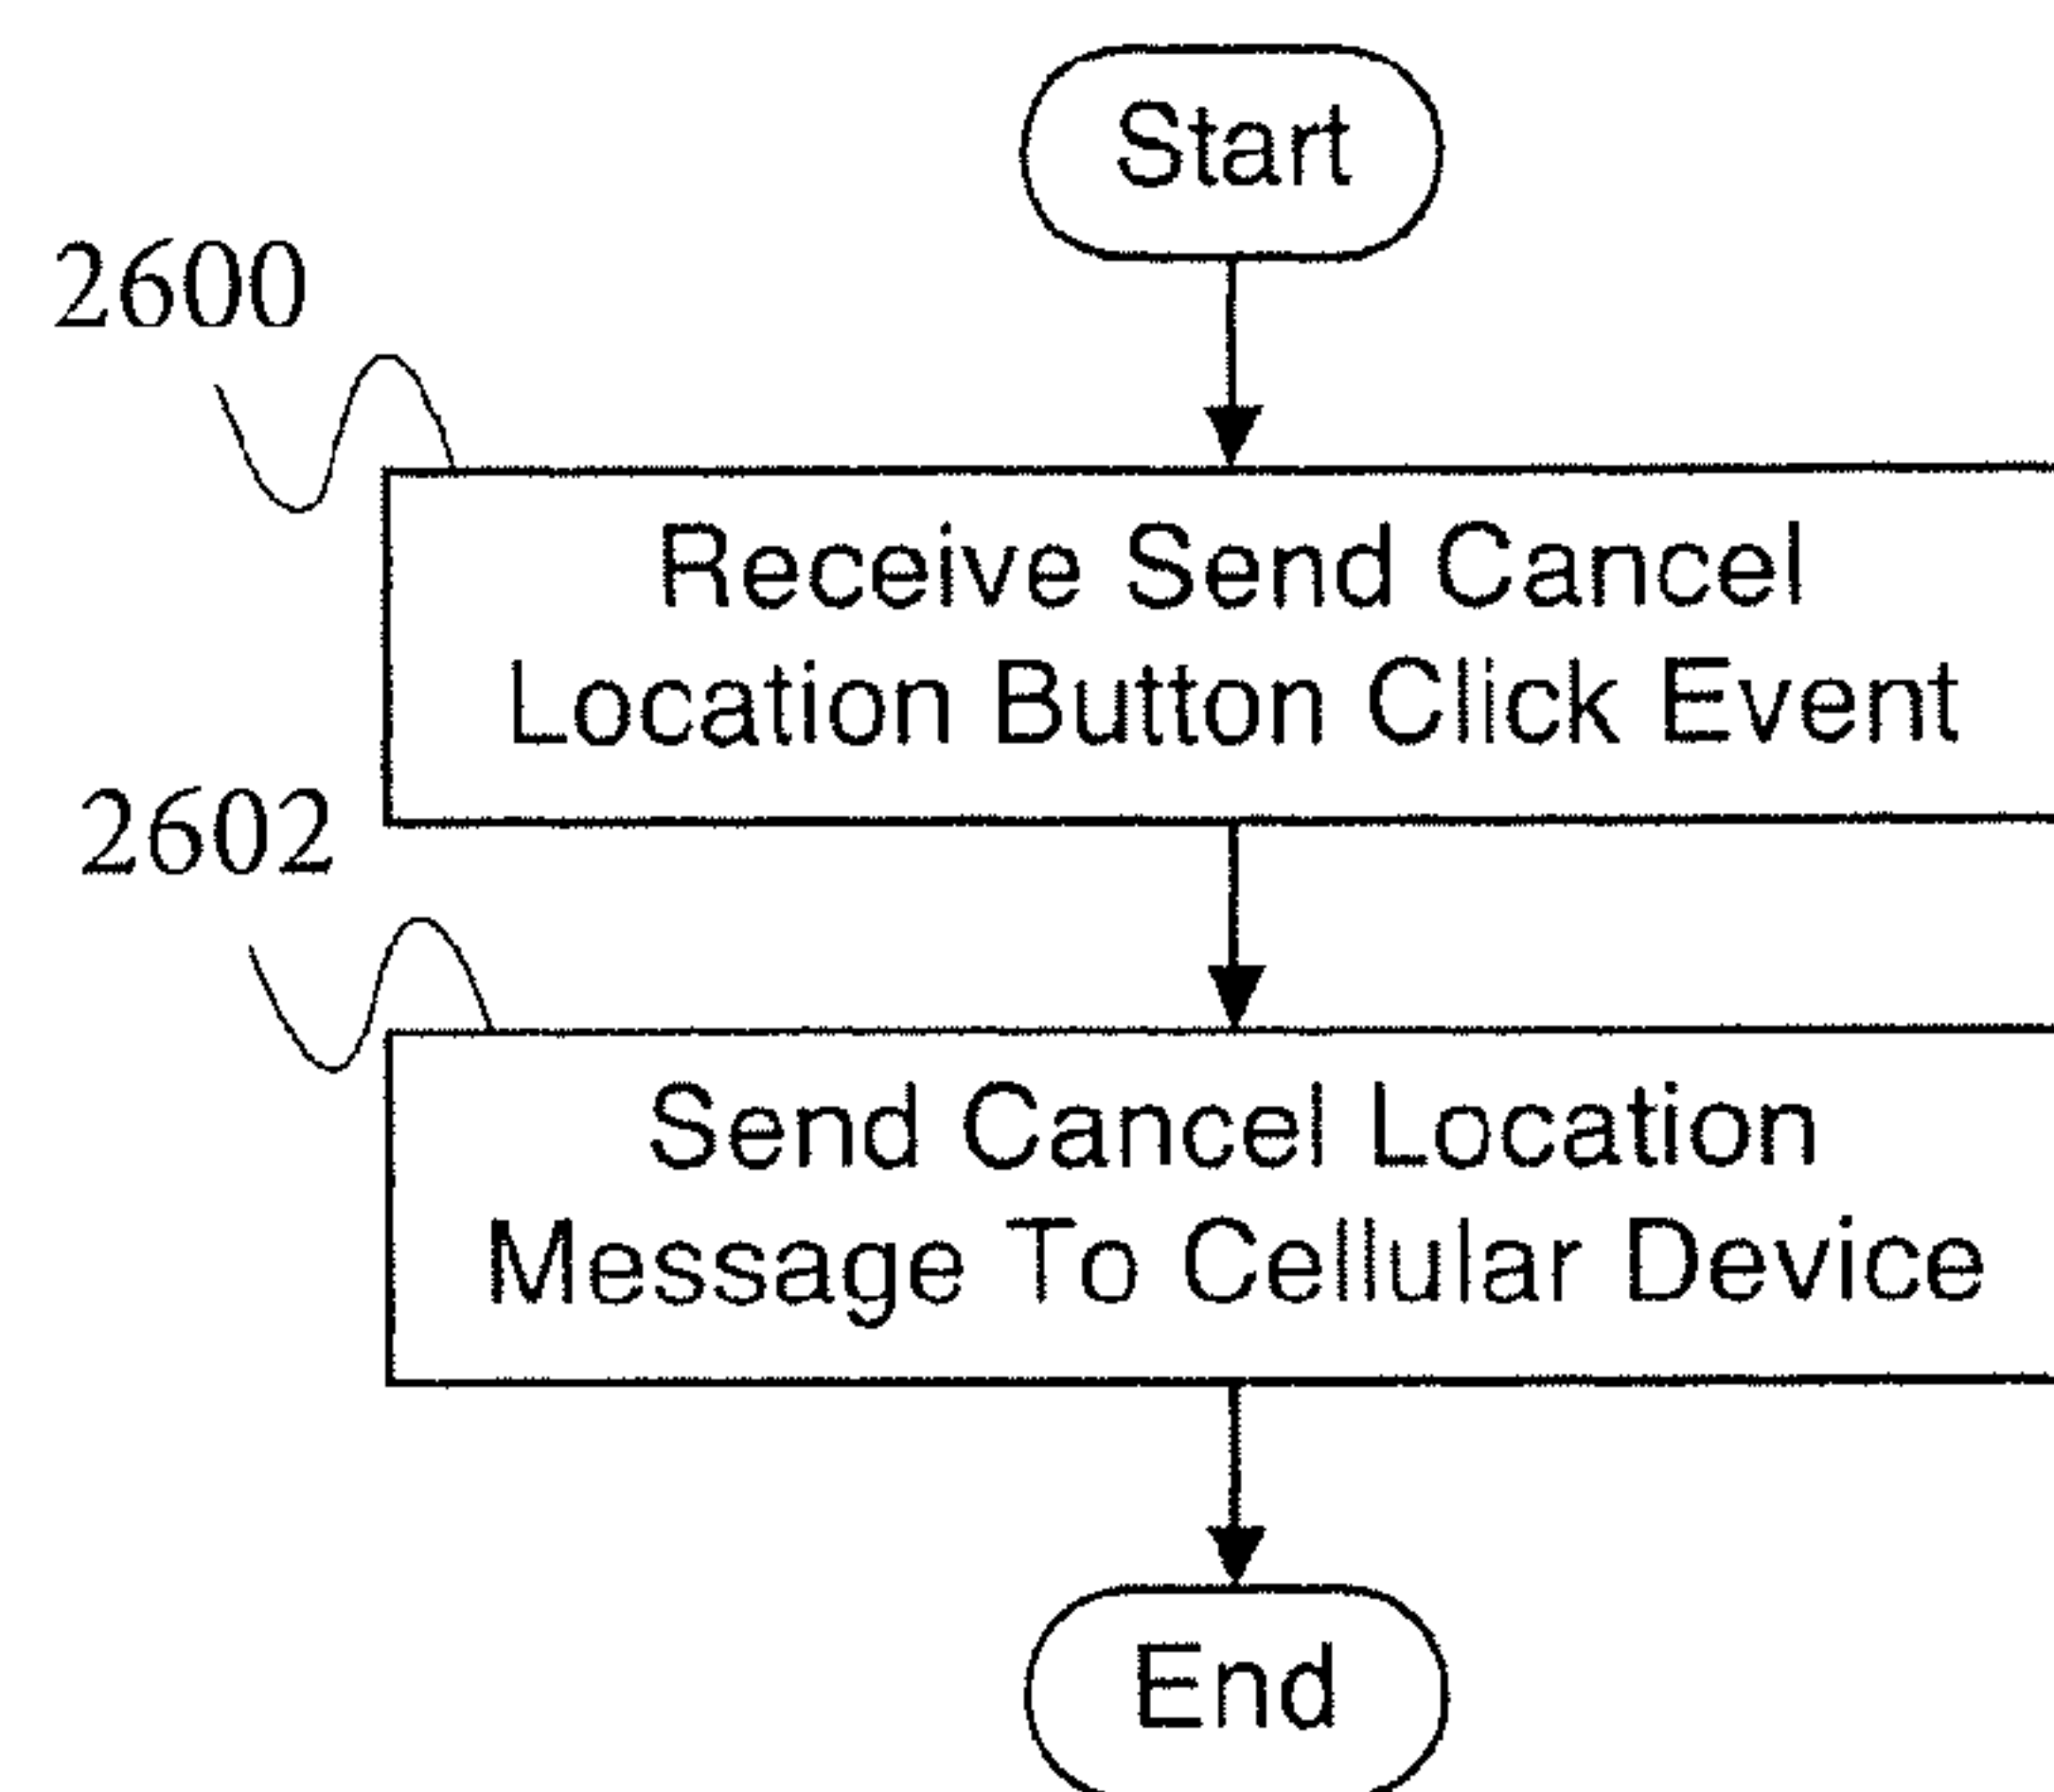 Start
2600
Receive Send Cancel
Location Button Click Event
2602
Send Cancel Location
Message To Cellular Device
End